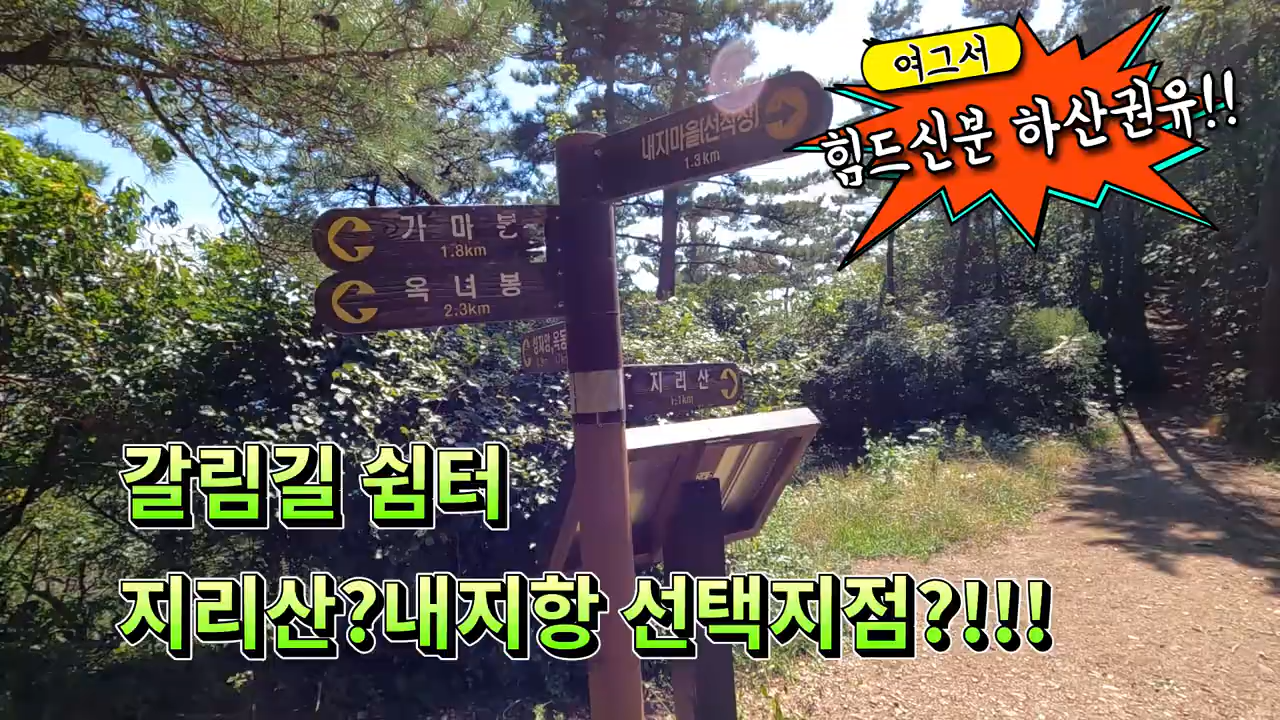 여그서
힘드신분 하산권유!!
내지마을(선착장)
1.3km
가마봉
1.8km
옥녀봉
2.3km
지리산
갈림길 쉼터
지리산?내지항 선택지점?!!!